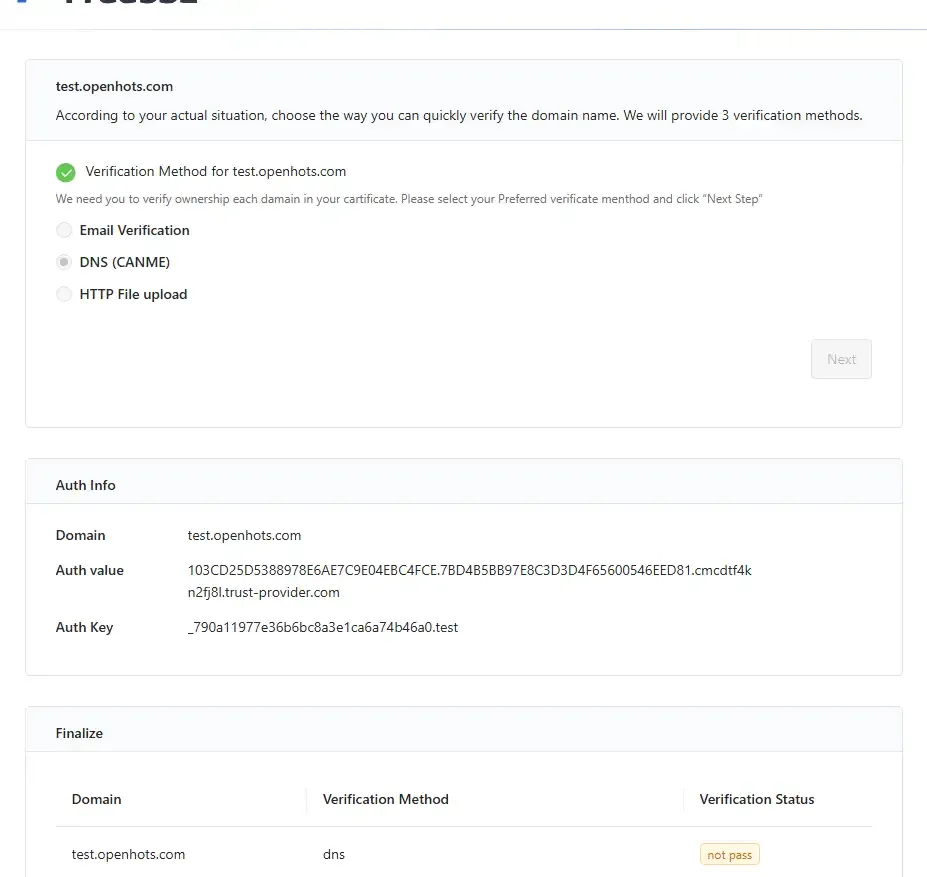 test.openhots.com
According to your actual situation, choose the way you can quickly verify the domain name. We will provide 3 verification methods.
Verification Method for test.openhots.com
We need you to verify ownership each damain in your cartificate. Please select your Preferred verificate menthod and click “Next Step”
Email Verification
DNS (CANME)
HTTP File upload
Next
Auth Info
Domain test.openhots.com
Auth value 103CD25D5388978E6AE7C9E04EBC4FCE.7BD4B5BB97E8C3D3D4F65600546EED81.cmcdtf4k
n2fj8l.trust-provider.com
Auth Key _790a11977e36b6bc8a3e1ca6a74b46a0.test
Finalize
Domain Verification Method Verification Status
test.openhots.com dns not pass